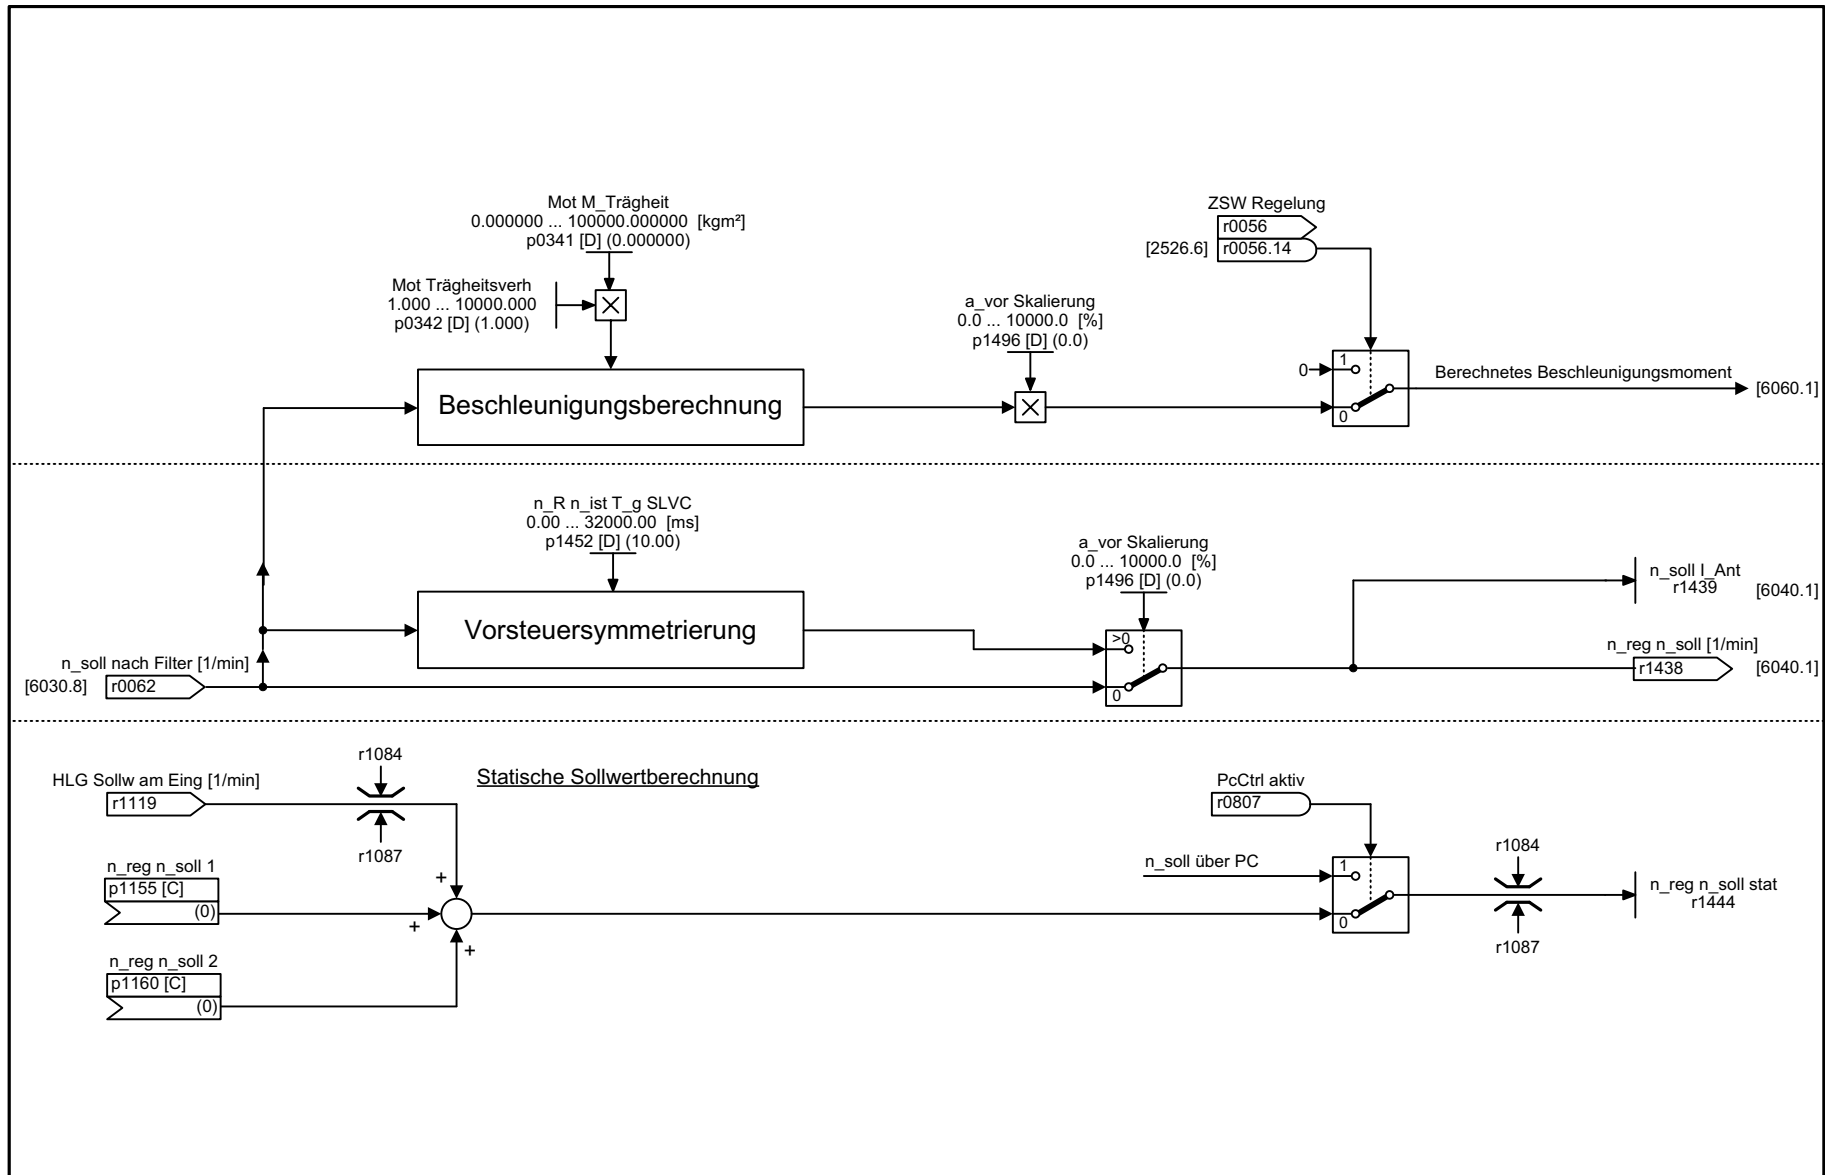 Mot M_Trägheit
0.000000 ... 100000.000000 [kgm²]
p0341 [D] (0.000000)
Mot Trägheitsverh
1.000 ... 10000.000
p0342 [D] (1.000)
ZSW Regelung
r0056
[2526.6] r0056.14
a_vor Skalierung
0.0 ... 10000.0 [%]
p1496 [D] (0.0)
Beschleunigungsberechnung
0
1
0
Berechnetes Beschleunigungsmoment
[6060.1]
n_R n_ist T_g SLVC
0.00 ... 32000.00 [ms]
p1452 [D] (10.00)
Vorsteuersymmetrierung
a_vor Skalierung
0.0 ... 10000.0 [%]
p1496 [D] (0.0)
>0
0
n_soll I_Ant
r1439
[6040.1]
n_soll nach Filter [1/min]
[6030.8] r0062
n_reg n_soll [1/min]
r1438
[6040.1]
Statische Sollwertberechnung
HLG Sollw am Eing [1/min]
r1119
r1084
r1087
n_reg n_soll 1
p1155 [C]
(0)
n_reg n_soll 2
p1160 [C]
(0)
+
+
+
PcCtrl aktiv
r0807
n_soll über PC
1
0
r1084
r1087
n_reg n_soll stat
r1444